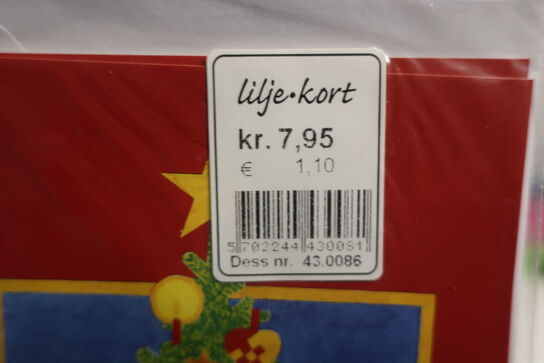 lilje•kort
kr. 7,95
€ 1,10
5 702244 430081
Dess nr. 43.0086